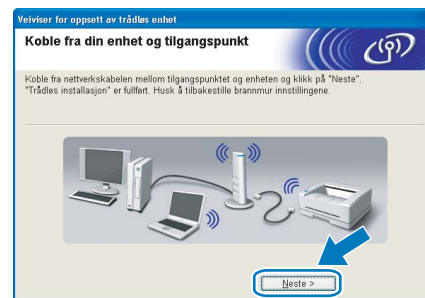 Veiviser for oppsett av trådløs enhet
Koble fra din enhet og tilgangspunkt
Koble fra nettverkskabelen mellom tilgangspunktet og enheten og klikk på "Neste".
"Trådløs installasjon" er fullført. Husk å tilbakestille brannmur innstillingene.
Neste >